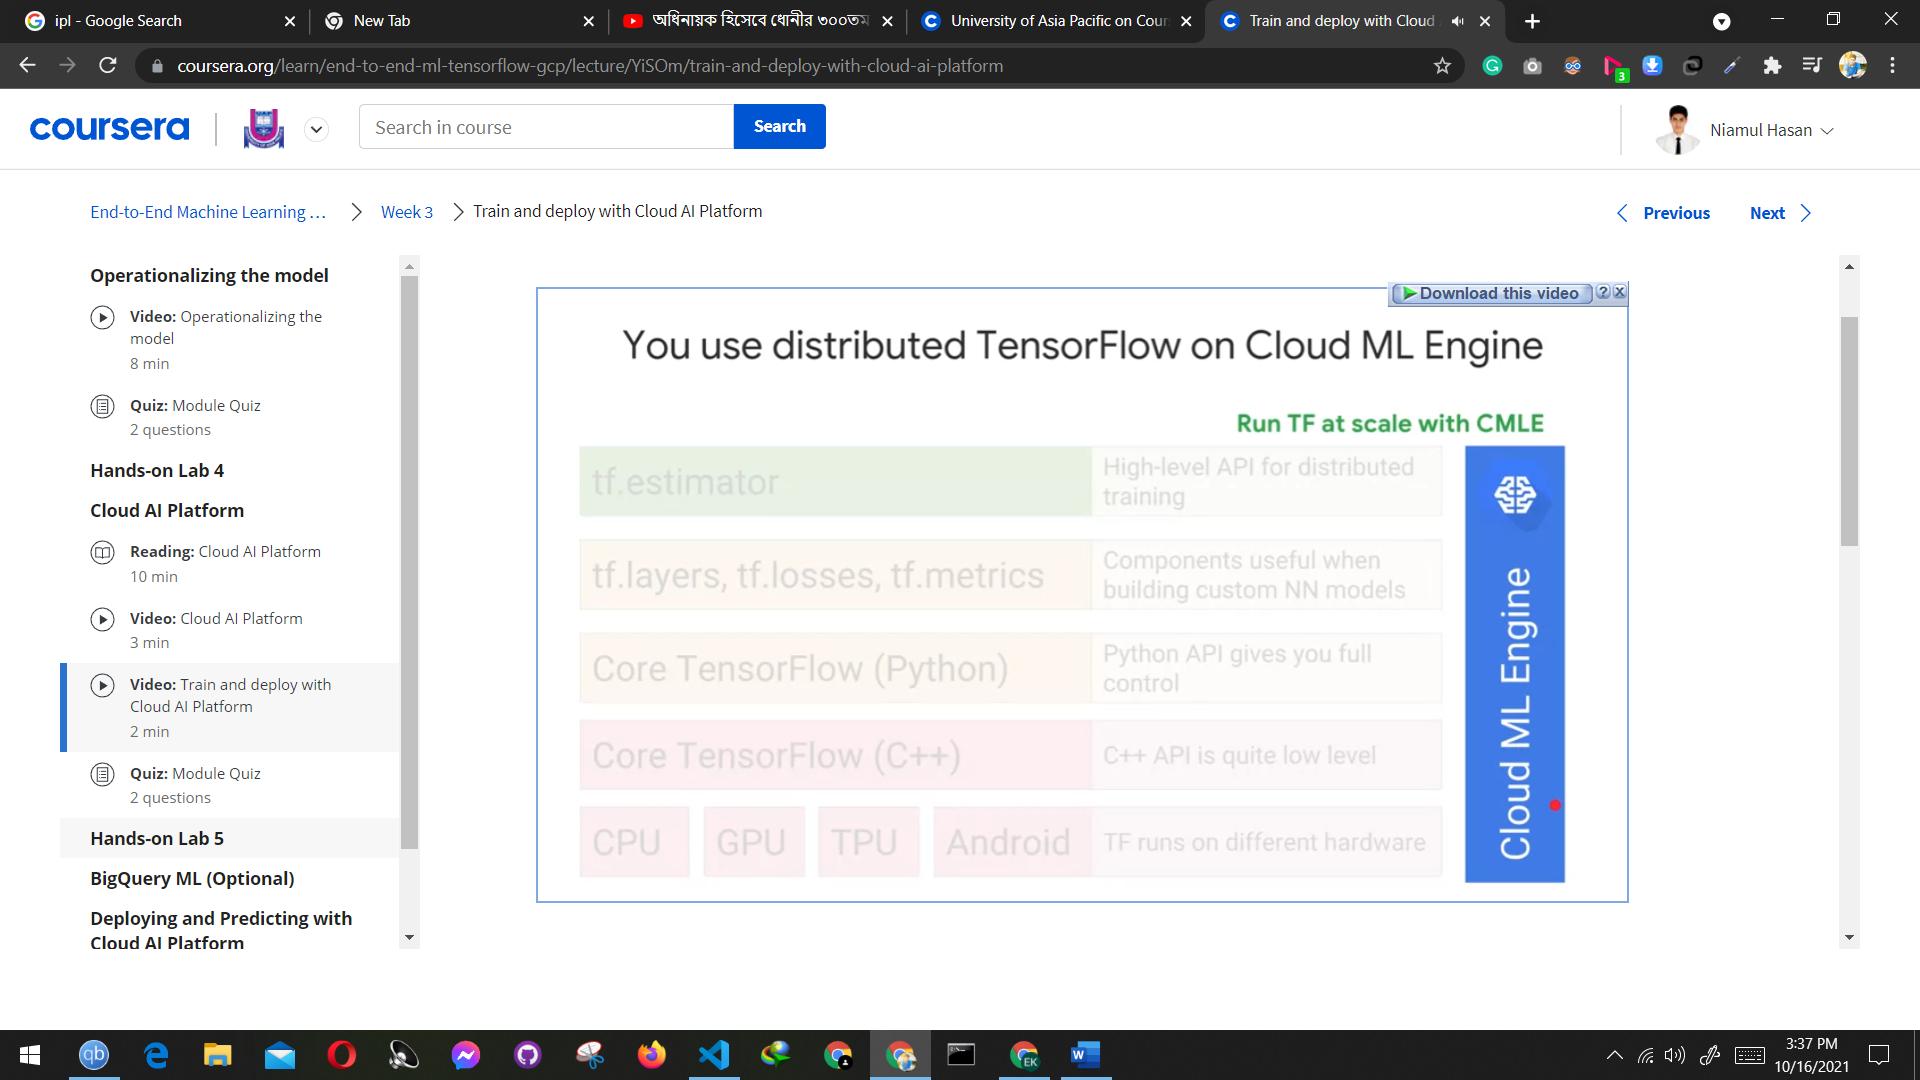 ipl - Google Search
New Tab
অধিনায়ক হিসেবে ধোনীর ৩০০তম
University of Asia Pacific on Cour
Train and deploy with Cloud
coursera.org/learn/end-to-end-ml-tensorflow-gcp/lecture/YiSOm/train-and-deploy-with-cloud-ai-platform
3
coursera
Search in course
Search
Niamul Hasan
End-to-End Machine Learning …
Week 3
Train and deploy with Cloud AI Platform
Previous
Next
Operationalizing the model
Video: Operationalizing the
model
8 min
Quiz: Module Quiz
2 questions
Hands-on Lab 4
Cloud AI Platform
Reading: Cloud AI Platform
10 min
Video: Cloud AI Platform
3 min
Video: Train and deploy with
Cloud AI Platform
2 min
Quiz: Module Quiz
2 questions
Hands-on Lab 5
BigQuery ML (Optional)
Deploying and Predicting with
Cloud AI Platform
Download this video
? X
You use distributed TensorFlow on Cloud ML Engine
Run TF at scale with CMLE
tf.estimator
High-level API for distributed
training
tf.layers, tf.losses, tf.metrics
Components useful when
building custom NN models
Core TensorFlow (Python)
Python API gives you full
control
Core TensorFlow (C++)
C++ API is quite low level
CPU
GPU
TPU
Android
TF runs on different hardware
Cloud ML Engine
qb
EK
W
3:37 PM
10/16/2021